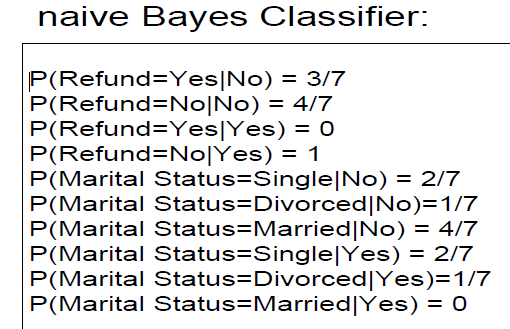 naive Bayes Classifier:
P(Refund=Yes|No) = 3/7
P(Refund=No|No) = 4/7
P(Refund=Yes|Yes) = 0
P(Refund=No|Yes) = 1
P(Marital Status=Single|No) = 2/7
P(Marital Status=Divorced|No)=1/7
P(Marital Status=Married|No) = 4/7
P(Marital Status=Single|Yes) = 2/7
P(Marital Status=Divorced|Yes)=1/7
P(Marital Status=Married|Yes) = 0